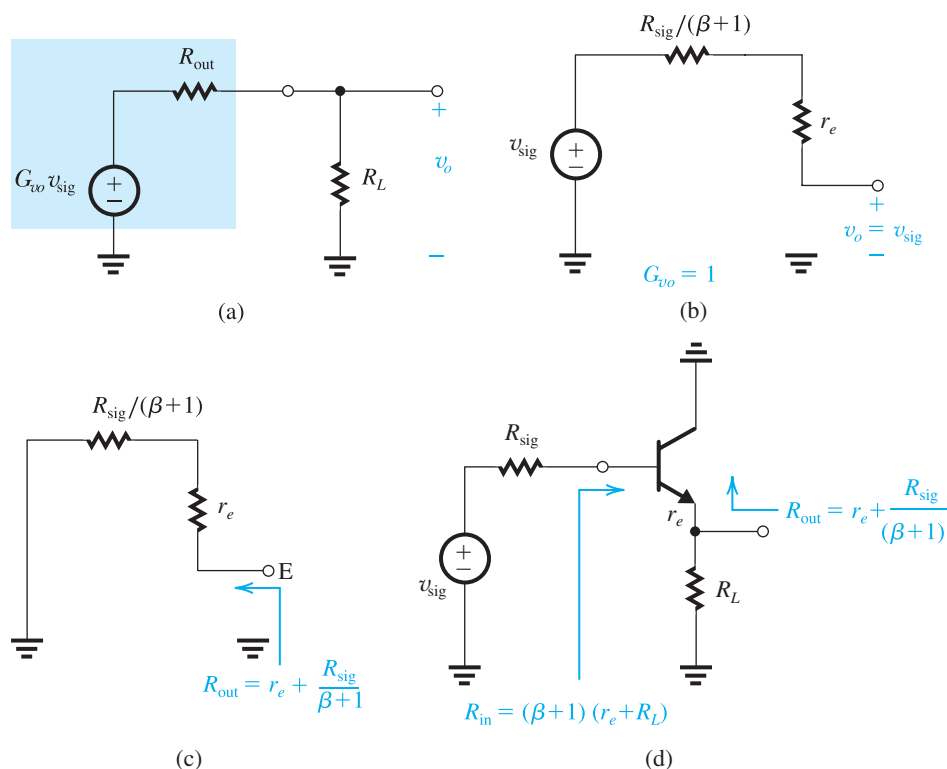 R_out
G_vo v_sig
+
−
R_L
+
v_o
−
(a)
R_sig/(β+1)
v_sig
+
−
r_e
+
v_o = v_sig
−
G_vo = 1
(b)
R_sig/(β+1)
r_e
E
R_out = r_e + R_sig/β+1
(c)
R_sig
v_sig
+
−
r_e
R_out = r_e + R_sig/(β+1)
R_L
R_in = (β+1) (r_e+R_L)
(d)